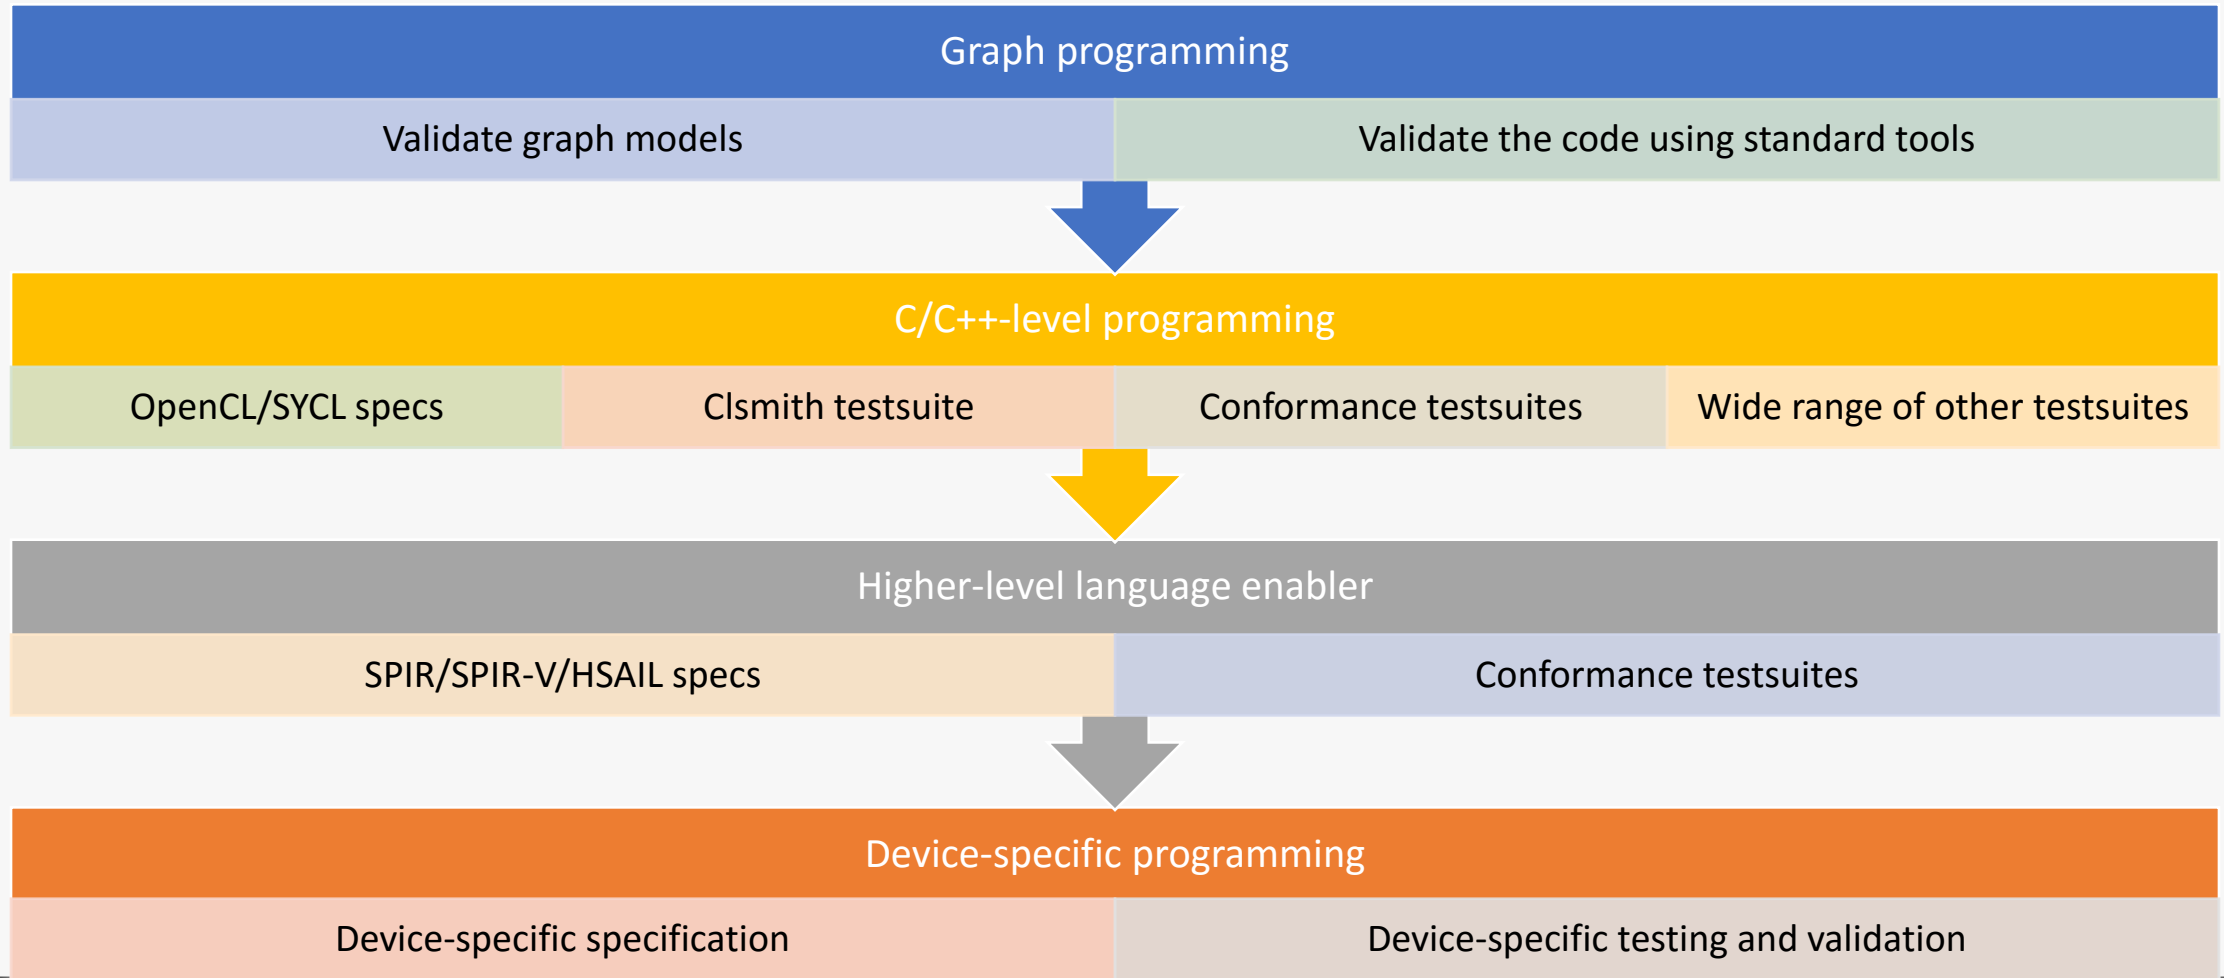 Graph programming
Validate graph models
Validate the code using standard tools
C/C++-level programming
OpenCL/SYCL specs
Clsmith testsuite
Conformance testsuites
Wide range of other testsuites
Higher-level language enabler
SPIR/SPIR-V/HSAIL specs
Conformance testsuites
Device-specific programming
Device-specific specification
Device-specific testing and validation